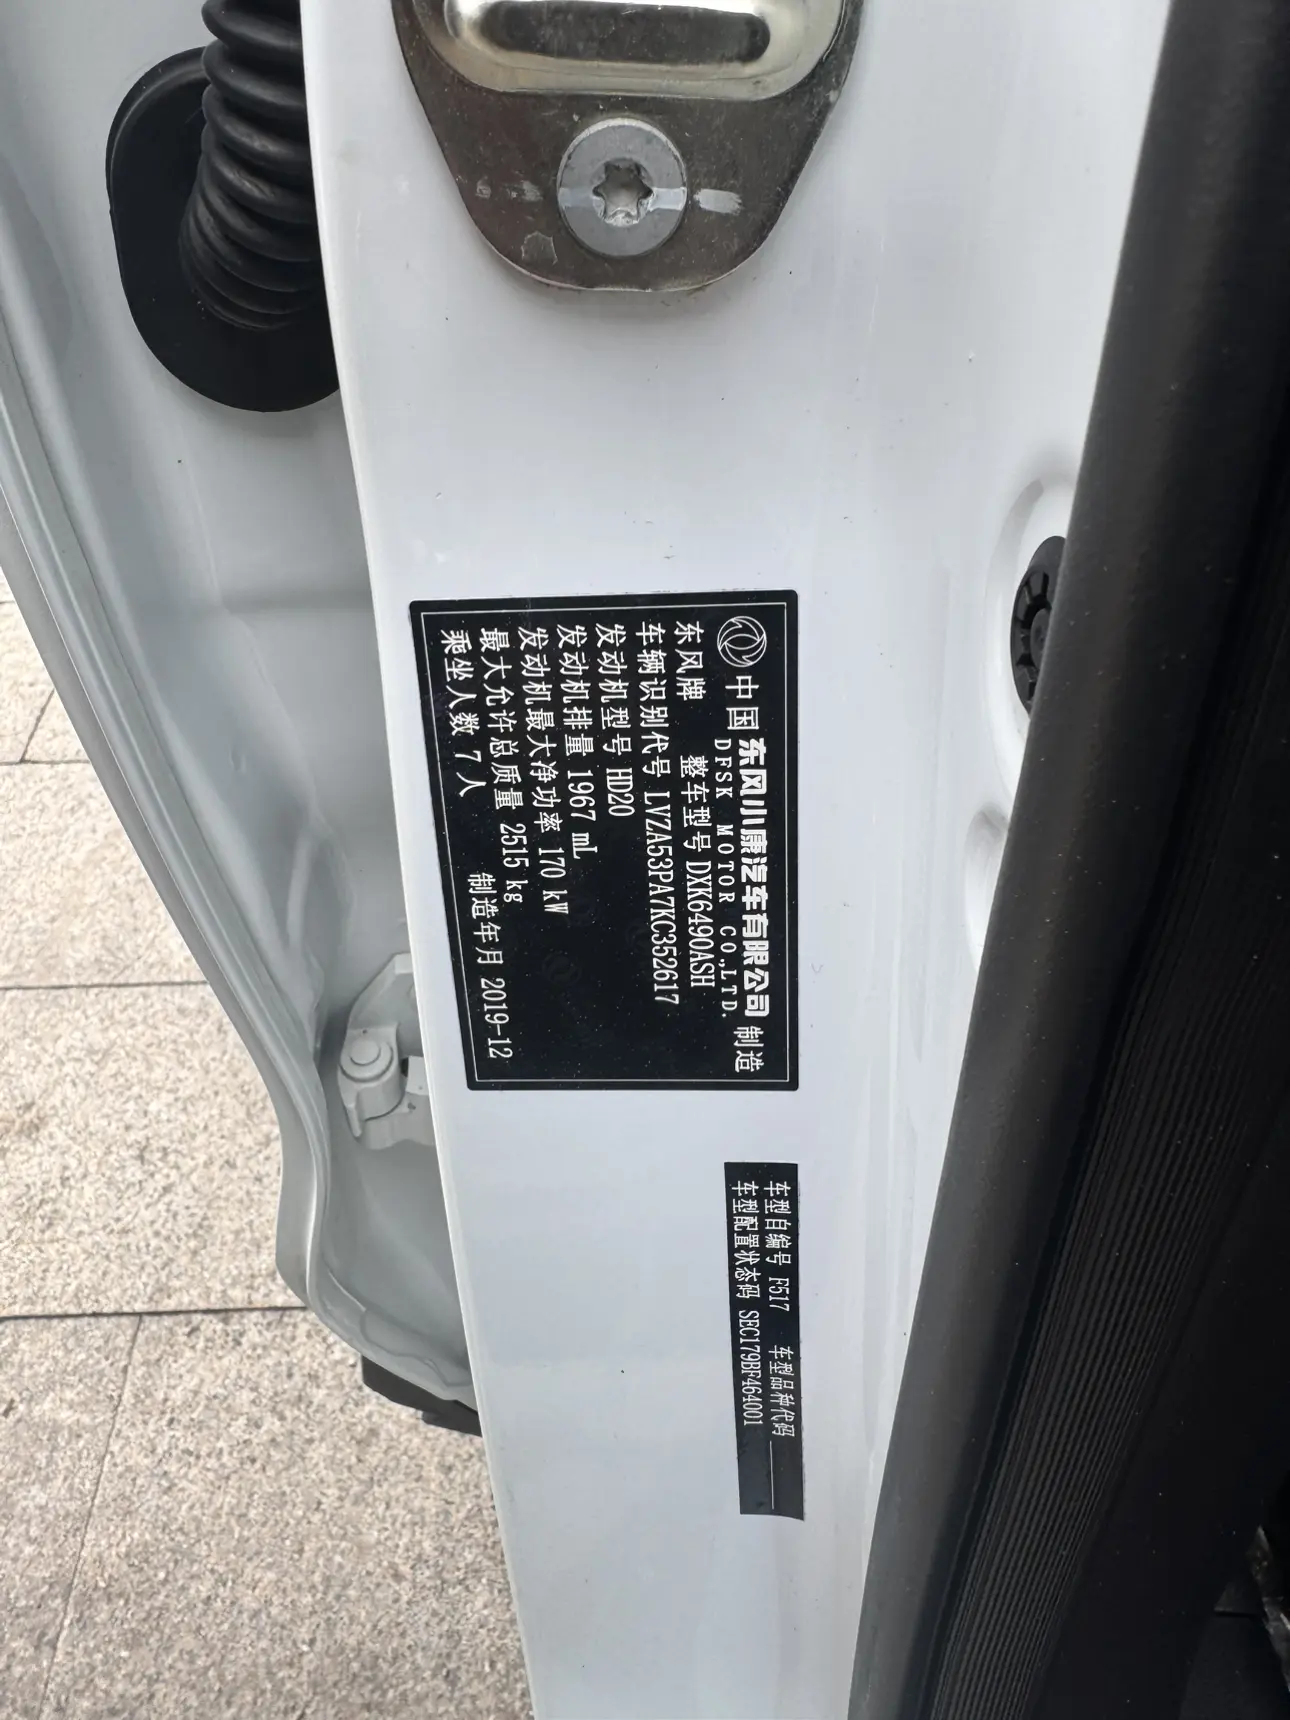 中国 东风小康汽车有限公司 制造
DFSK MOTOR CO.,LTD.
东风牌 整车型号 DXK6490ASH
车辆识别代号 LVZA53PA7KC352617
发动机型号 HD20
发动机排量 1967 mL
发动机最大净功率 170 kW
最大允许总质量 2515 kg
乘坐人数 7 人 制造年月 2019-12
车型自编号 F517 车型品种代码 ——
车型配置状态码 SEC179BF464001